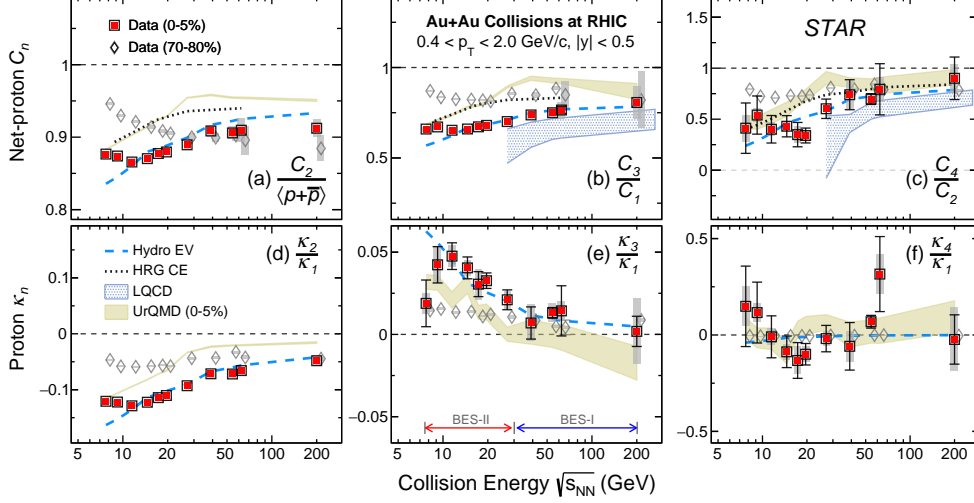 Data (0-5%)
Data (70-80%)
Au+Au Collisions at RHIC
0.4 < p_T < 2.0 GeV/c, |y| < 0.5
STAR
Net-proton C_n
1
0.95
0.9
0.85
0.8
1
0.5
1
0.5
0
(a) C_2 / ⟨p+p̅⟩
(b) C_3 / C_1
(c) C_4 / C_2
Hydro EV
HRG CE
LQCD
UrQMD (0-5%)
(d) κ_2 / κ_1
(e) κ_3 / κ_1
(f) κ_4 / κ_1
Proton κ_n
0.1
0
−0.1
0.05
0
−0.05
0.5
0
−0.5
BES-II
BES-I
5 10 20 50 100 200
5 10 20 50 100 200
5 10 20 50 100 200
Collision Energy √s_NN (GeV)